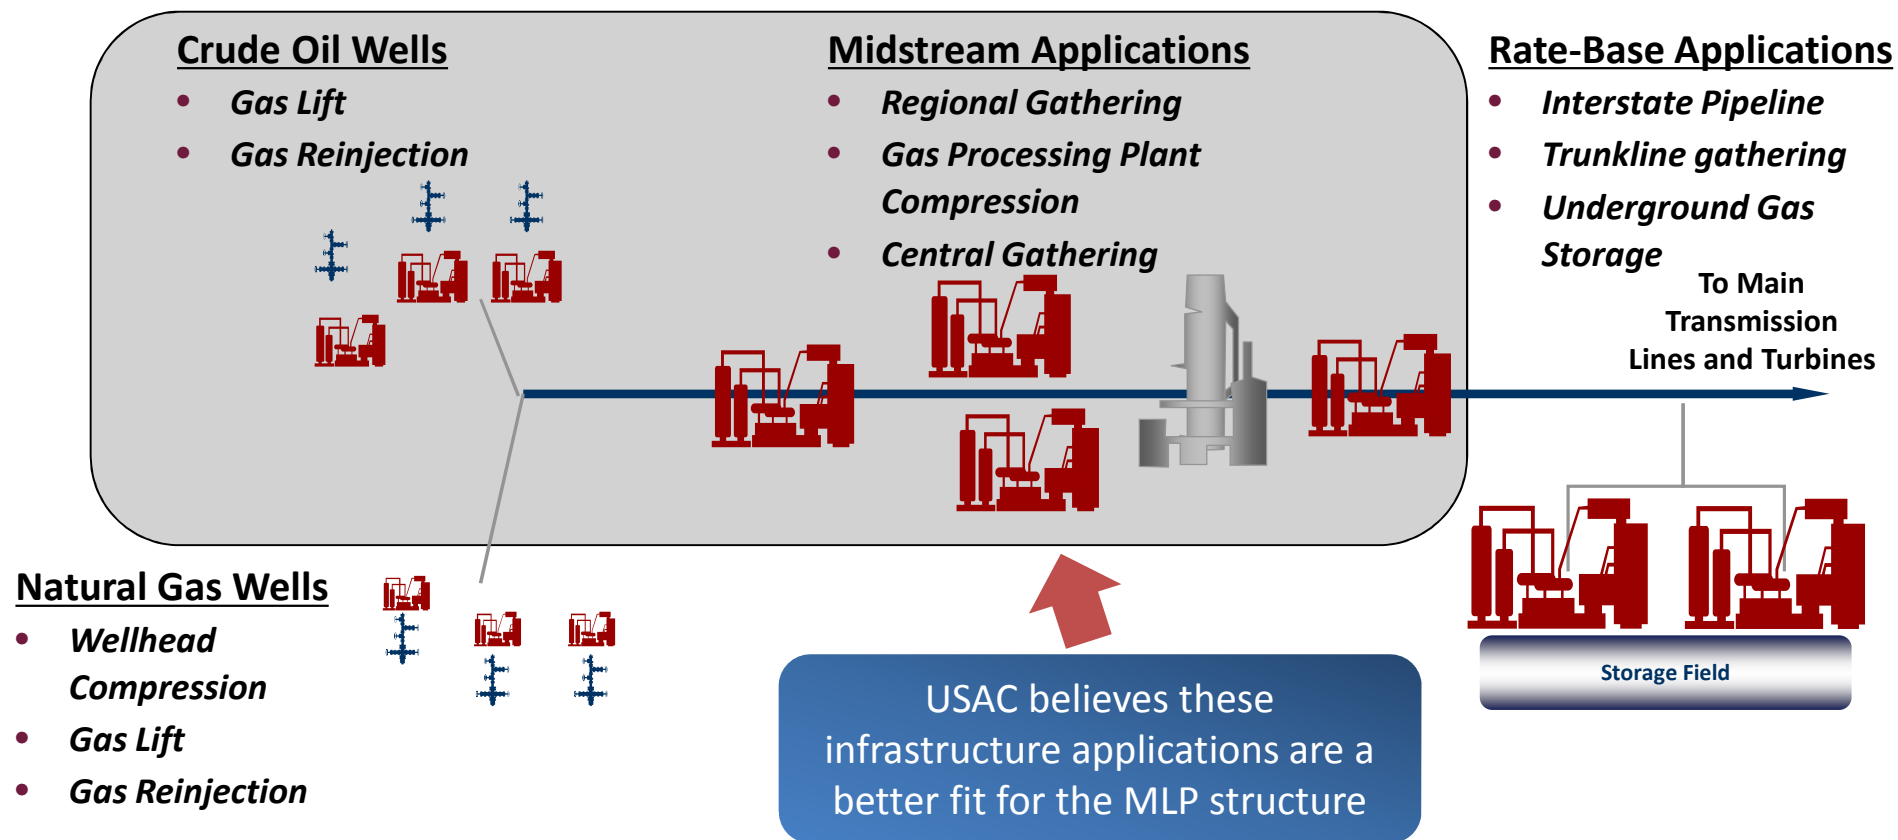 Crude Oil Wells
• Gas Lift
• Gas Reinjection
Midstream Applications
• Regional Gathering
• Gas Processing Plant
Compression
• Central Gathering
Rate-Base Applications
• Interstate Pipeline
• Trunkline gathering
• Underground Gas
Storage
To Main
Transmission
Lines and Turbines
Natural Gas Wells
• Wellhead
Compression
• Gas Lift
• Gas Reinjection
USAC believes these
infrastructure applications are a
better fit for the MLP structure
Storage Field